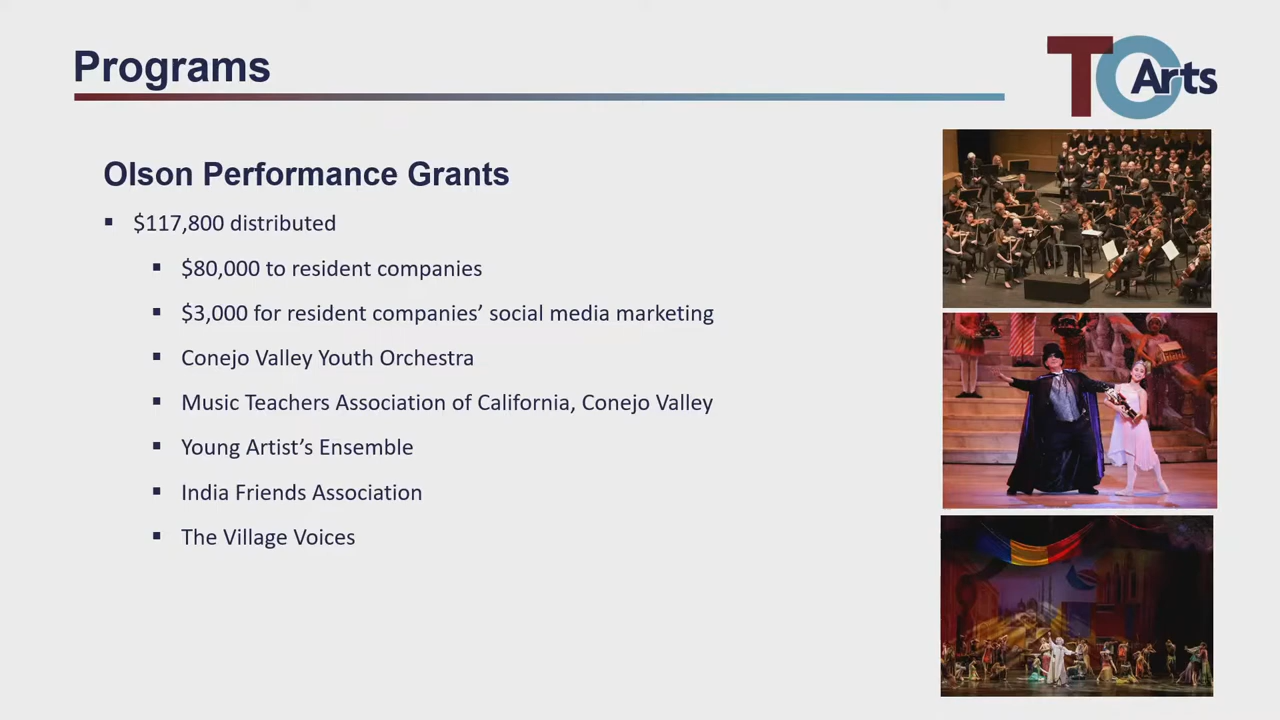 Programs
TO Arts
Olson Performance Grants
▪ $117,800 distributed
▪ $80,000 to resident companies
▪ $3,000 for resident companies’ social media marketing
▪ Conejo Valley Youth Orchestra
▪ Music Teachers Association of California, Conejo Valley
▪ Young Artist’s Ensemble
▪ India Friends Association
▪ The Village Voices